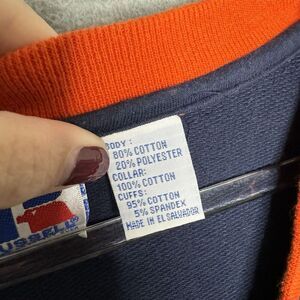 BODY:
80% COTTON
20% POLYESTER
COLLAR:
100% COTTON
CUFFS:
95% COTTON
5% SPANDEX
MADE IN EL SALVADOR
RUSSELL